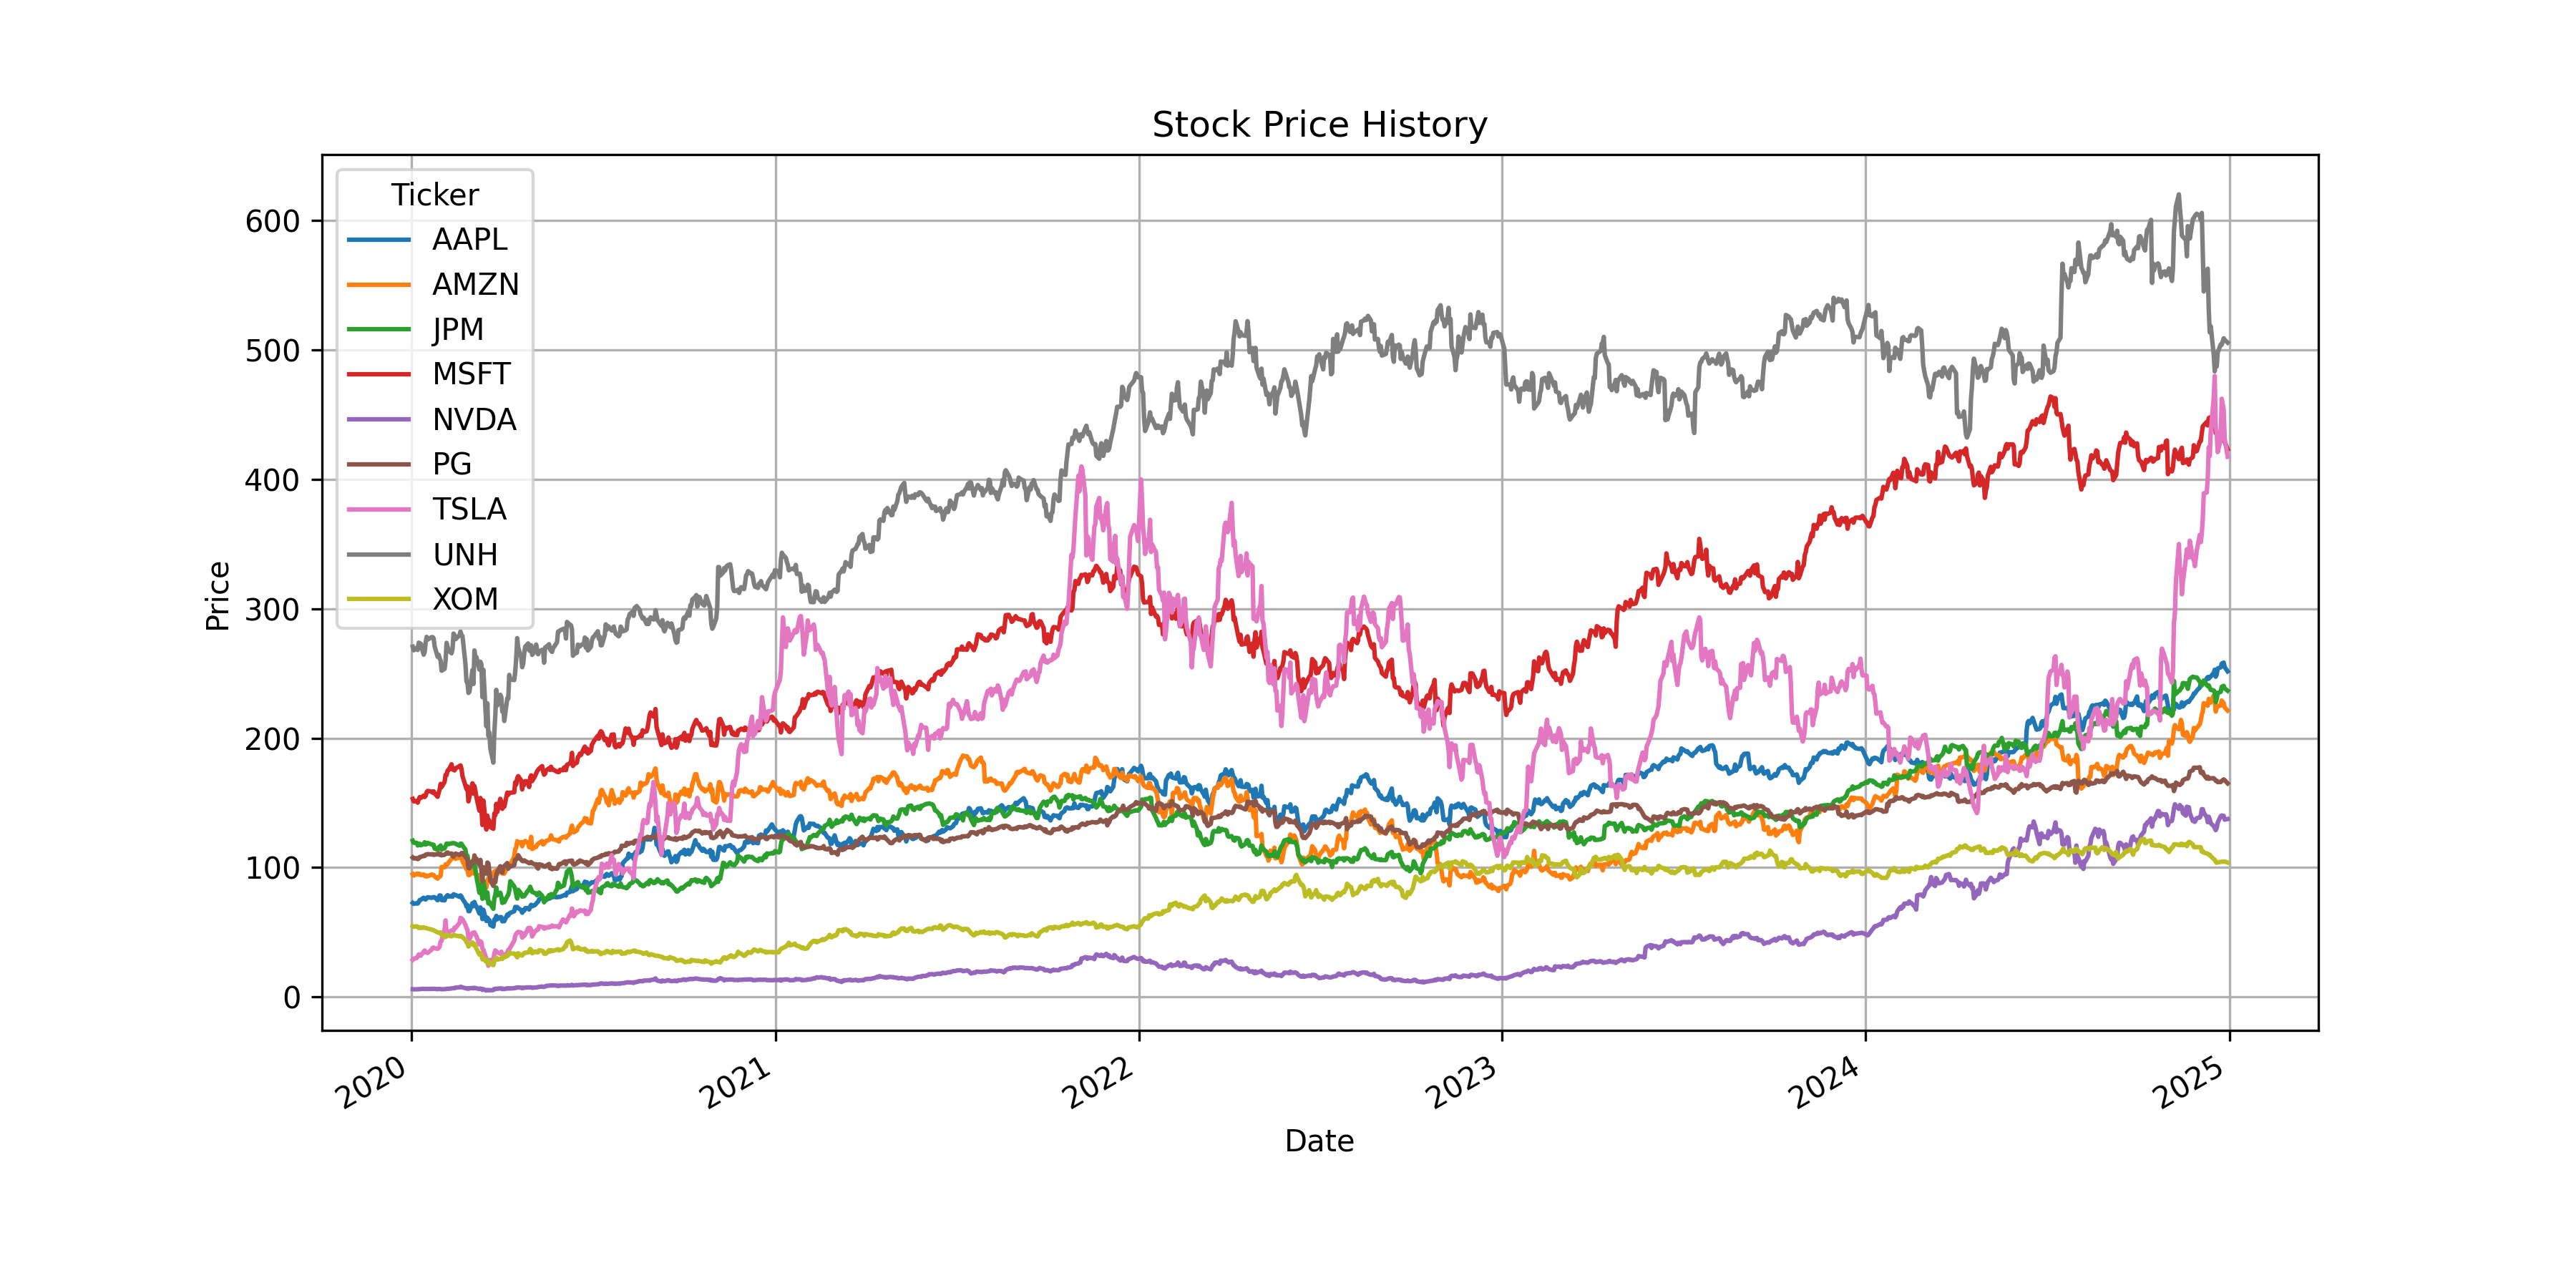 Stock Price History
Ticker
AAPL
AMZN
JPM
MSFT
NVDA
PG
TSLA
UNH
XOM
Price
600
500
400
300
200
100
0
2020
2021
2022
2023
2024
2025
Date